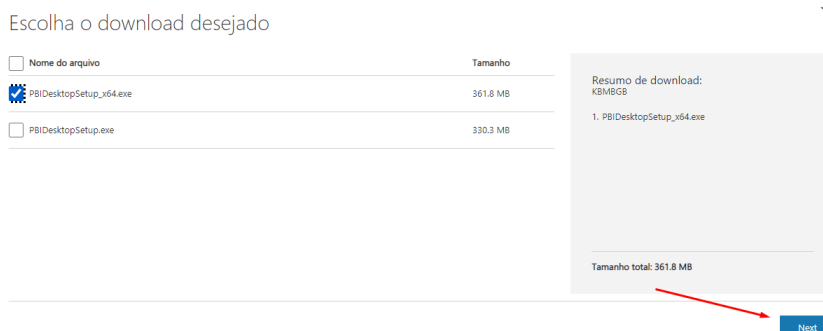 Escolha o download desejado
Nome do arquivo Tamanho
PBIDesktopSetup_x64.exe 361.8 MB
PBIDesktopSetup.exe 330.3 MB
Resumo de download:
KBMBGB
1. PBIDesktopSetup_x64.exe
Tamanho total: 361.8 MB
Next